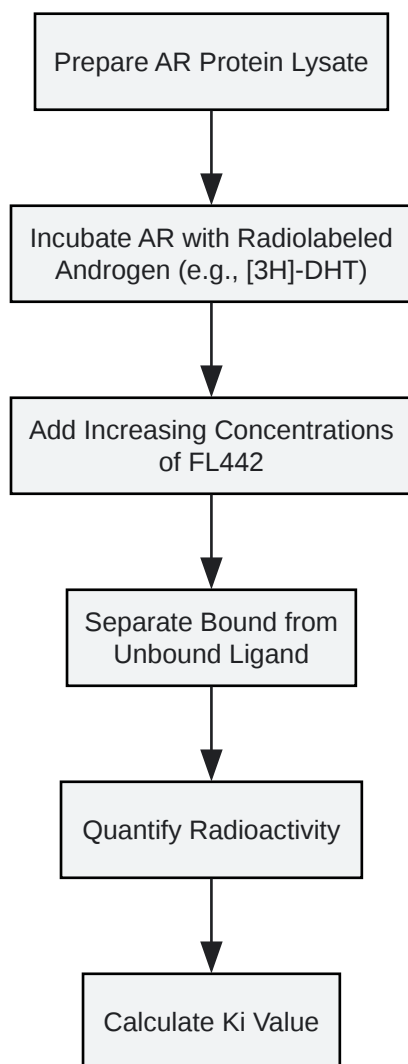 Prepare AR Protein Lysate
Incubate AR with Radiolabeled
Androgen (e.g., [3H]-DHT)
Add Increasing Concentrations
of FL442
Separate Bound from
Unbound Ligand
Quantify Radioactivity
Calculate Ki Value